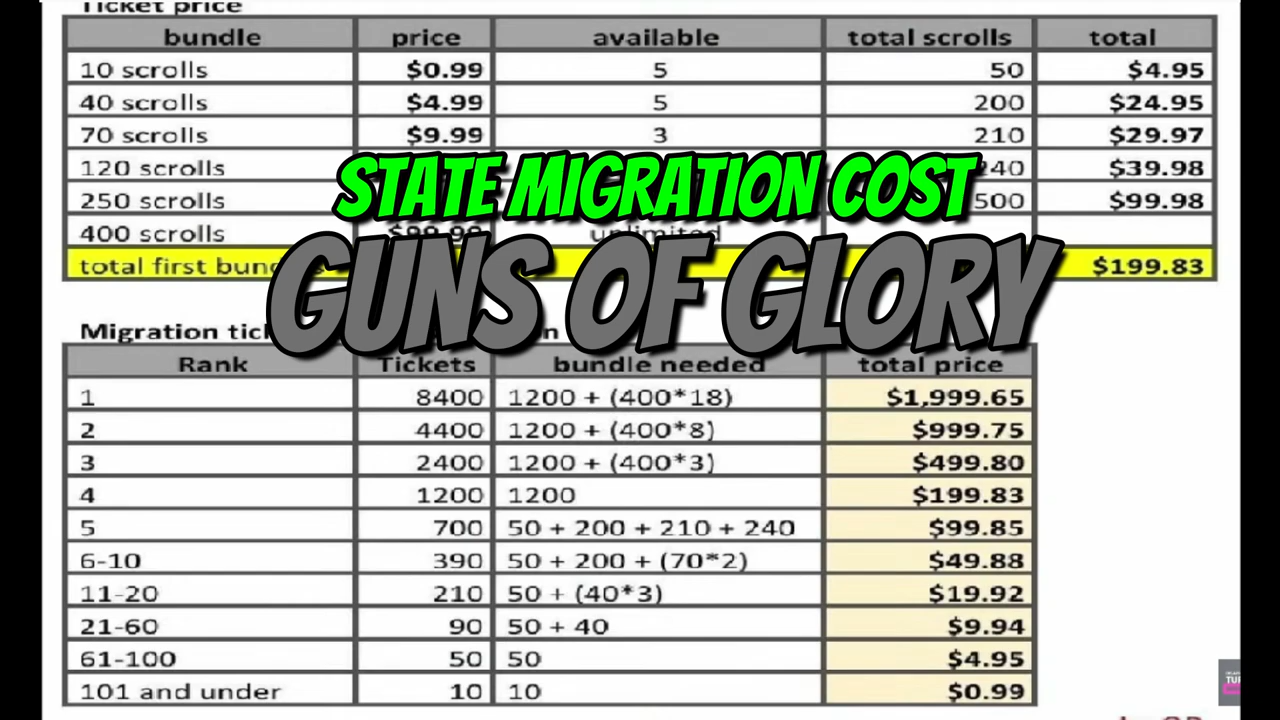 Ticket price
bundle price available total scrolls total
10 scrolls $0.99 5 50 $4.95
40 scrolls $4.99 5 200 $24.95
70 scrolls $9.99 3 210 $29.97
120 scrolls 240 $39.98
250 scrolls 500 $99.98
STATE MIGRATION COST
400 scrolls $99.99 unlimited
total first $199.83
GUNS OF GLORY
Migration
Rank Tickets bundle needed total price
1 8400 1200 + (400*18) $1,999.65
2 4400 1200 + (400*8) $999.75
3 2400 1200 + (400*3) $499.80
4 1200 1200 $199.83
5 700 50 + 200 + 210 + 240 $99.85
6-10 390 50 + 200 + (70*2) $49.88
11-20 210 50 + (40*3) $19.92
21-60 90 50 + 40 $9.94
61-100 50 50 $4.95
101 and under 10 10 $0.99